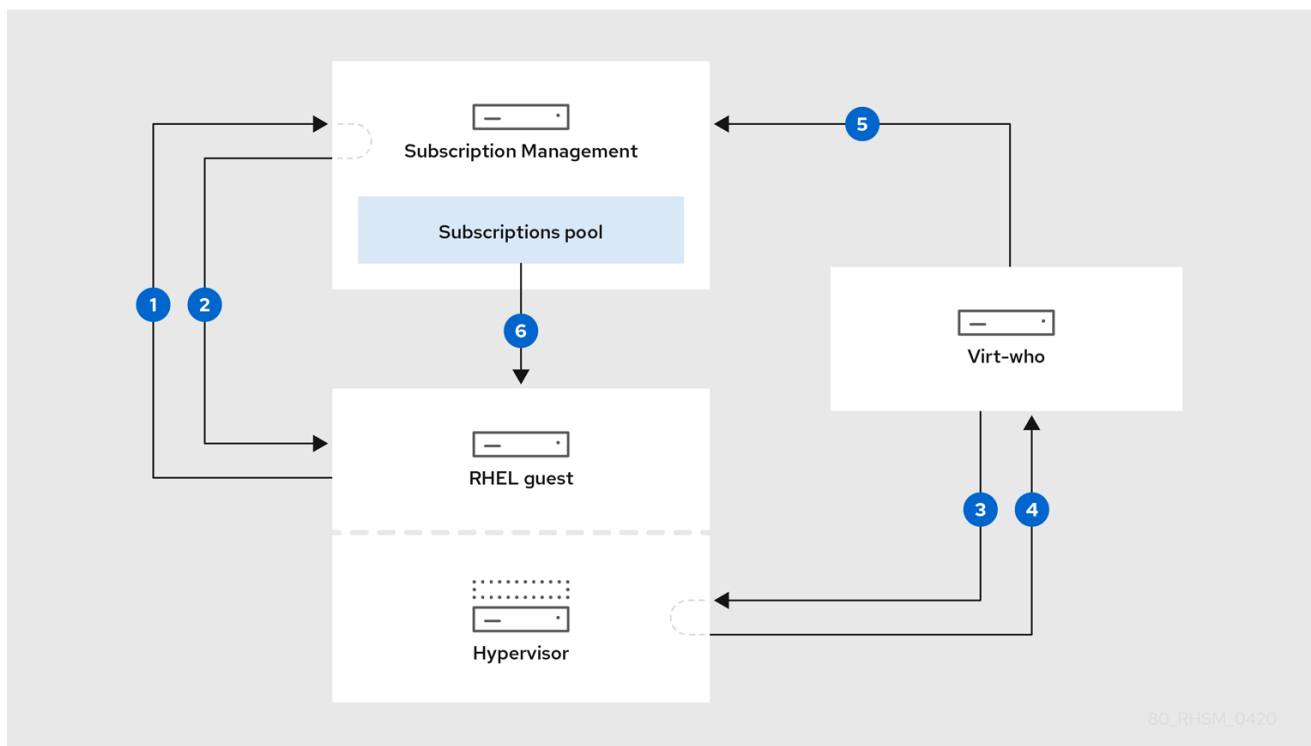 5
Subscription Management
Subscriptions pool
1
2
6
Virt-who
RHEL guest
3
4
Hypervisor
80_RHSM_0420